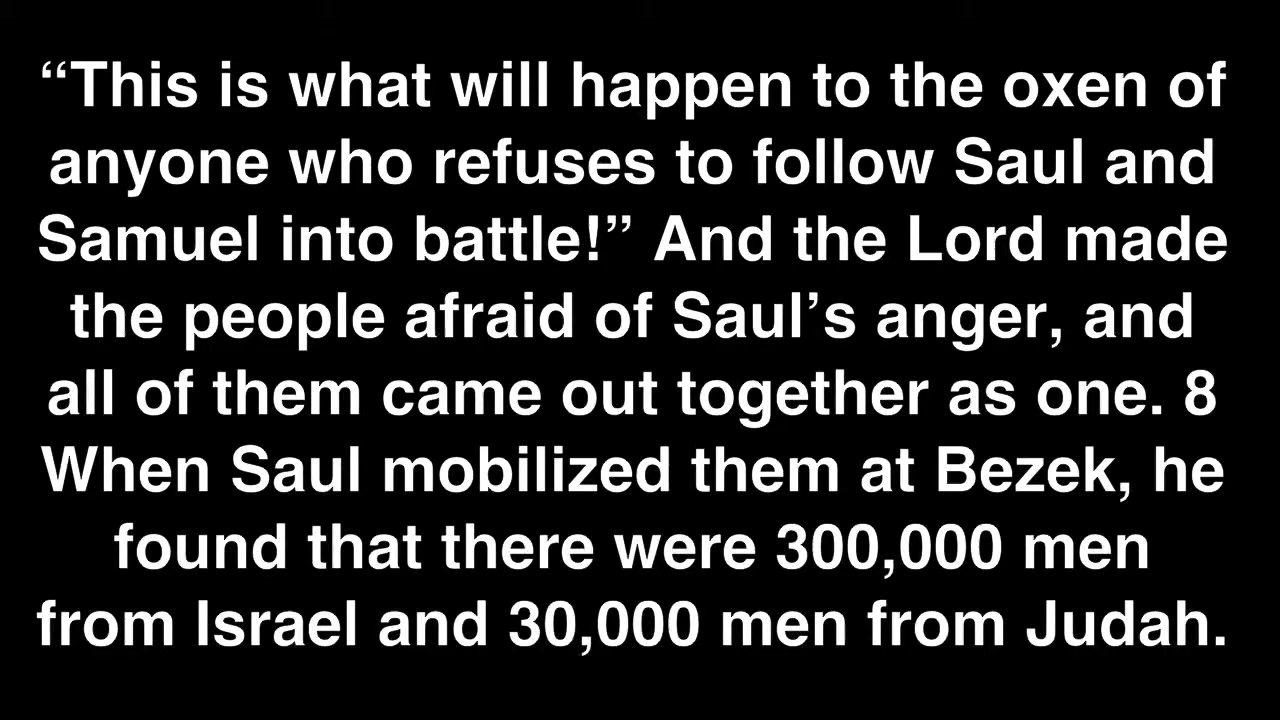 “This is what will happen to the oxen of
anyone who refuses to follow Saul and
Samuel into battle!” And the Lord made
the people afraid of Saul’s anger, and
all of them came out together as one. 8
When Saul mobilized them at Bezek, he
found that there were 300,000 men
from Israel and 30,000 men from Judah.